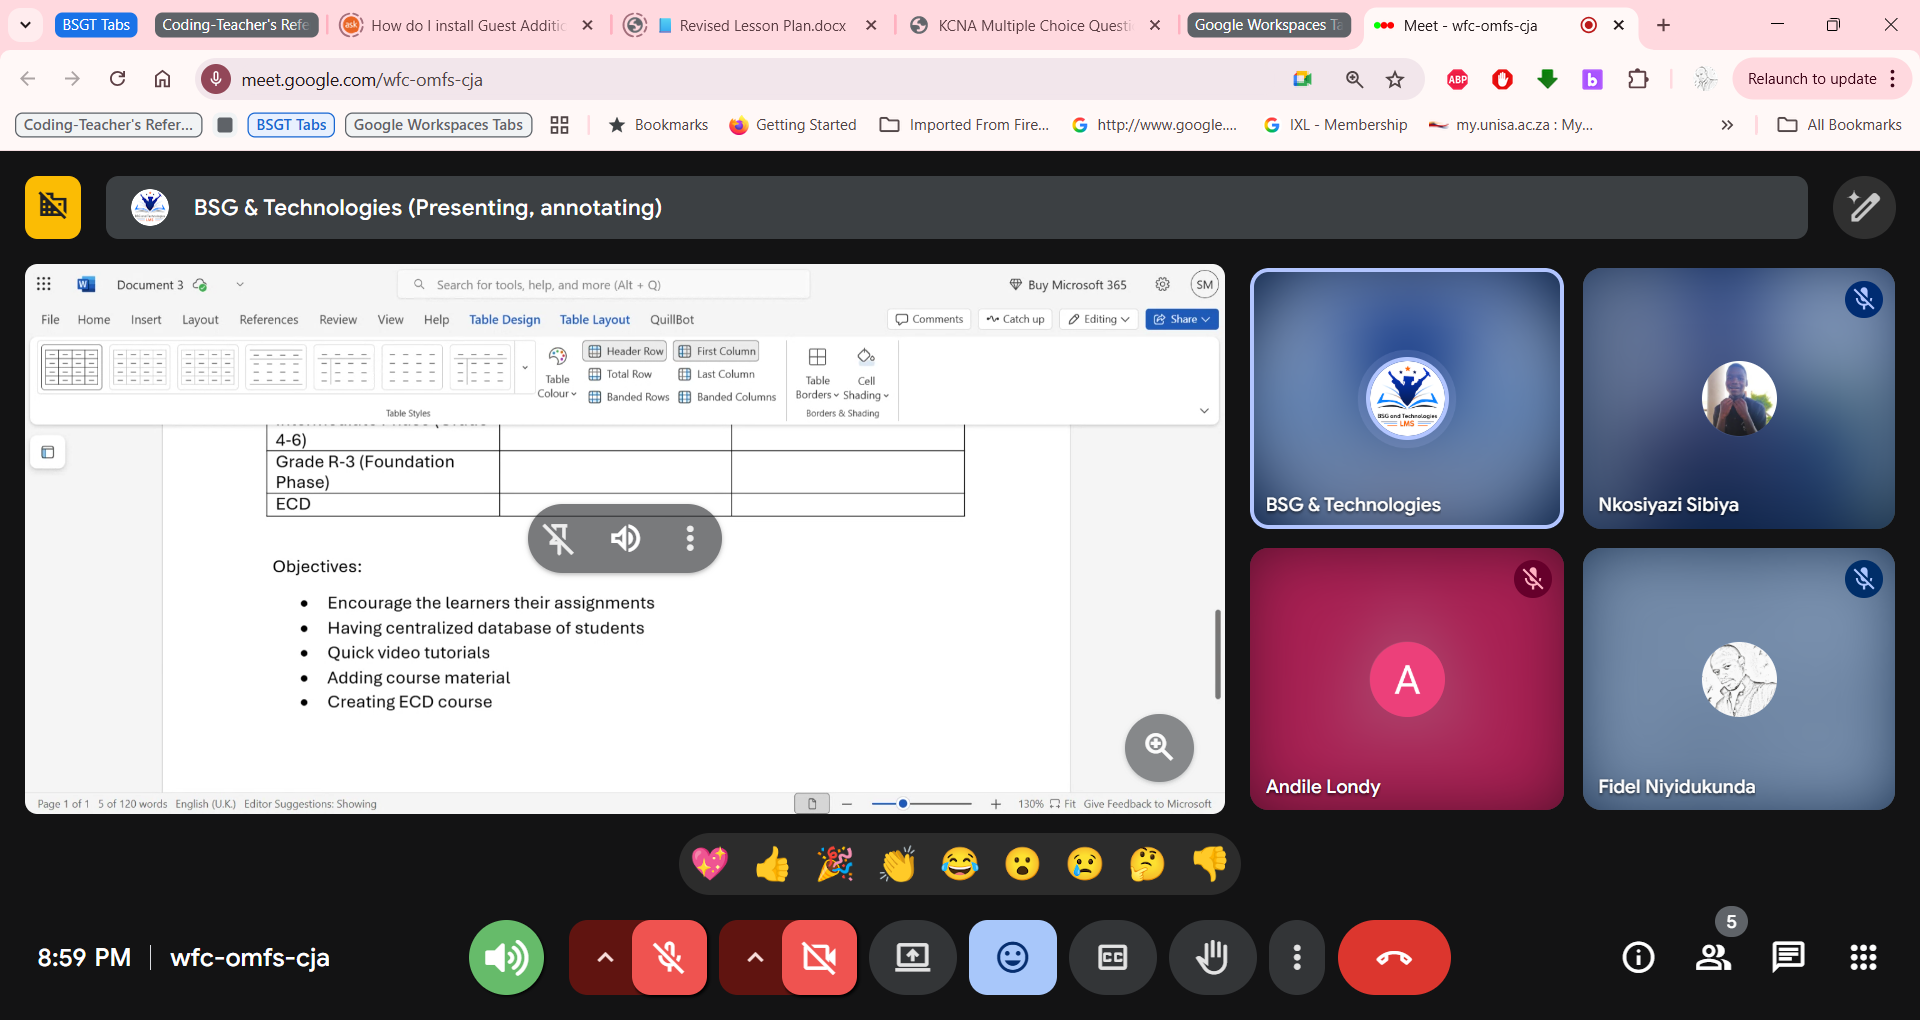 BSGT Tabs
Coding-Teacher's Refe
How do I install Guest Additic
Revised Lesson Plan.docx
KCNA Multiple Choice Questi
Google Workspaces Ta
Meet - wfc-omfs-cja
meet.google.com/wfc-omfs-cja
ABP
b
Relaunch to update
Coding-Teacher's Refer...
BSGT Tabs
Google Workspaces Tabs
Bookmarks
Getting Started
Imported From Fire...
http://www.google....
IXL - Membership
my.unisa.ac.za : My...
All Bookmarks
BSG & Technologies (Presenting, annotating)
Document 3
Search for tools, help, and more (Alt + Q)
Buy Microsoft 365
SM
File Home Insert Layout References Review View Help Table Design Table Layout QuillBot
Comments
Catch up
Editing
Share
Header Row
First Column
Total Row
Last Column
Banded Rows
Banded Columns
Table Colour
Table Borders
Cell Shading
Table Styles
Borders & Shading
4-6)
Grade R-3 (Foundation
Phase)
ECD
Objectives:
• Encourage the learners their assignments
• Having centralized database of students
• Quick video tutorials
• Adding course material
• Creating ECD course
Page 1 of 1 5 of 120 words English (U.K.) Editor Suggestions: Showing
130% Fit Give Feedback to Microsoft
BSG and Technologies
LMS
BSG & Technologies
Nkosiyazi Sibiya
A
Andile Londy
Fidel Niyidukunda
8:59 PM
wfc-omfs-cja
CC
5